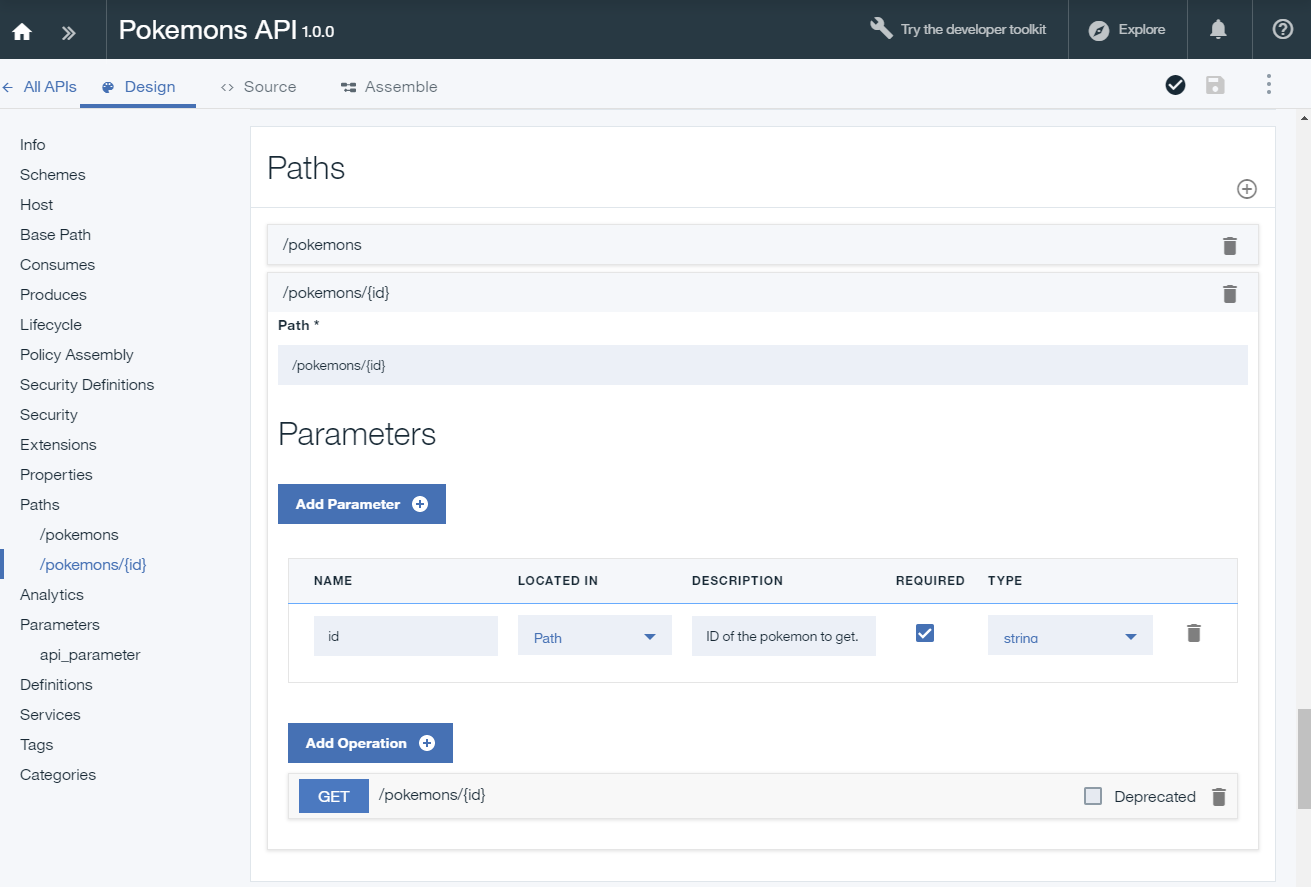 Pokemons API 1.0.0
Try the developer toolkit
Explore
All APIs
Design
Source
Assemble
Info
Schemes
Host
Base Path
Consumes
Produces
Lifecycle
Policy Assembly
Security Definitions
Security
Extensions
Properties
Paths
/pokemons
/pokemons/{id}
Analytics
Parameters
api_parameter
Definitions
Services
Tags
Categories
Paths
/pokemons
/pokemons/{id}
Path *
/pokemons/{id}
Parameters
Add Parameter
NAME LOCATED IN DESCRIPTION REQUIRED TYPE
id Path ID of the pokemon to get. string
Add Operation
GET /pokemons/{id} Deprecated